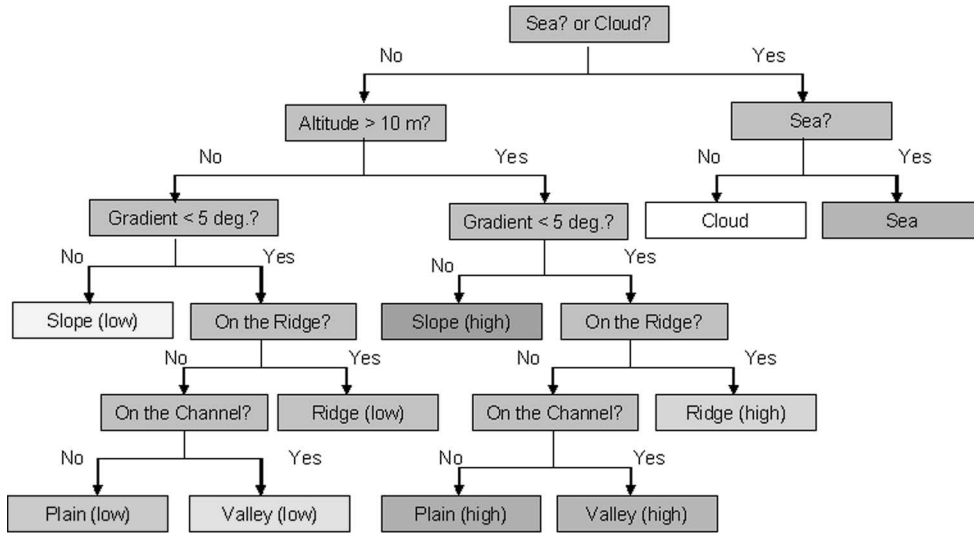 Sea? or Cloud?
No
Yes
Altitude > 10 m?
Sea?
No
Yes
No
Yes
Gradient < 5 deg.?
Gradient < 5 deg.?
Cloud
Sea
No
Yes
No
Yes
Slope (low)
On the Ridge?
Slope (high)
On the Ridge?
No
Yes
No
Yes
On the Channel?
Ridge (low)
On the Channel?
Ridge (high)
No
Yes
No
Yes
Plain (low)
Valley (low)
Plain (high)
Valley (high)